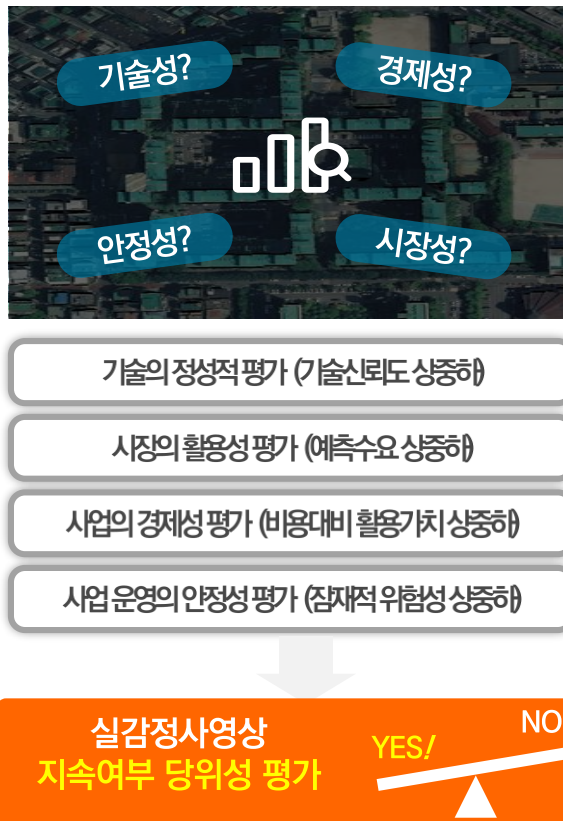 기술성?
경제성?
안정성?
시장성?
기술의 정성적 평가 (기술신뢰도 상중하)
시장의 활용성 평가 (예측수요 상중하)
사업의 경제성 평가 (비용대비 활용가치 상중하)
사업 운영의 안정성 평가 (잠재적 위험성 상중하)
실감정사영상
지속여부 당위성 평가
YES!
NO